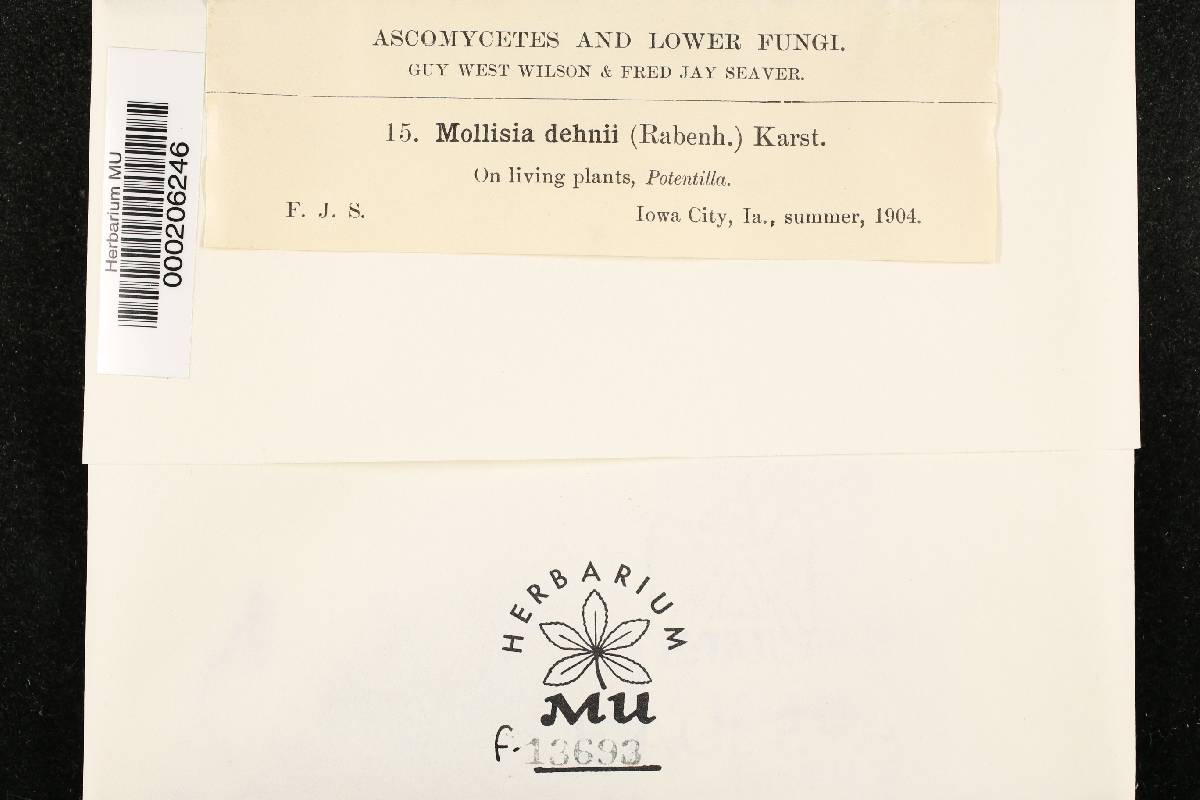 ASCOMYCETES AND LOWER FUNGI.
GUY WEST WILSON & FRED JAY SEAVER.
15. Mollisia dehnii (Rabenh.) Karst.
On living plants, Potentilla.
F. J. S. Iowa City, Ia., summer, 1904.
Herbarium MU
000206246
HERBARIUM
MU
F-13693